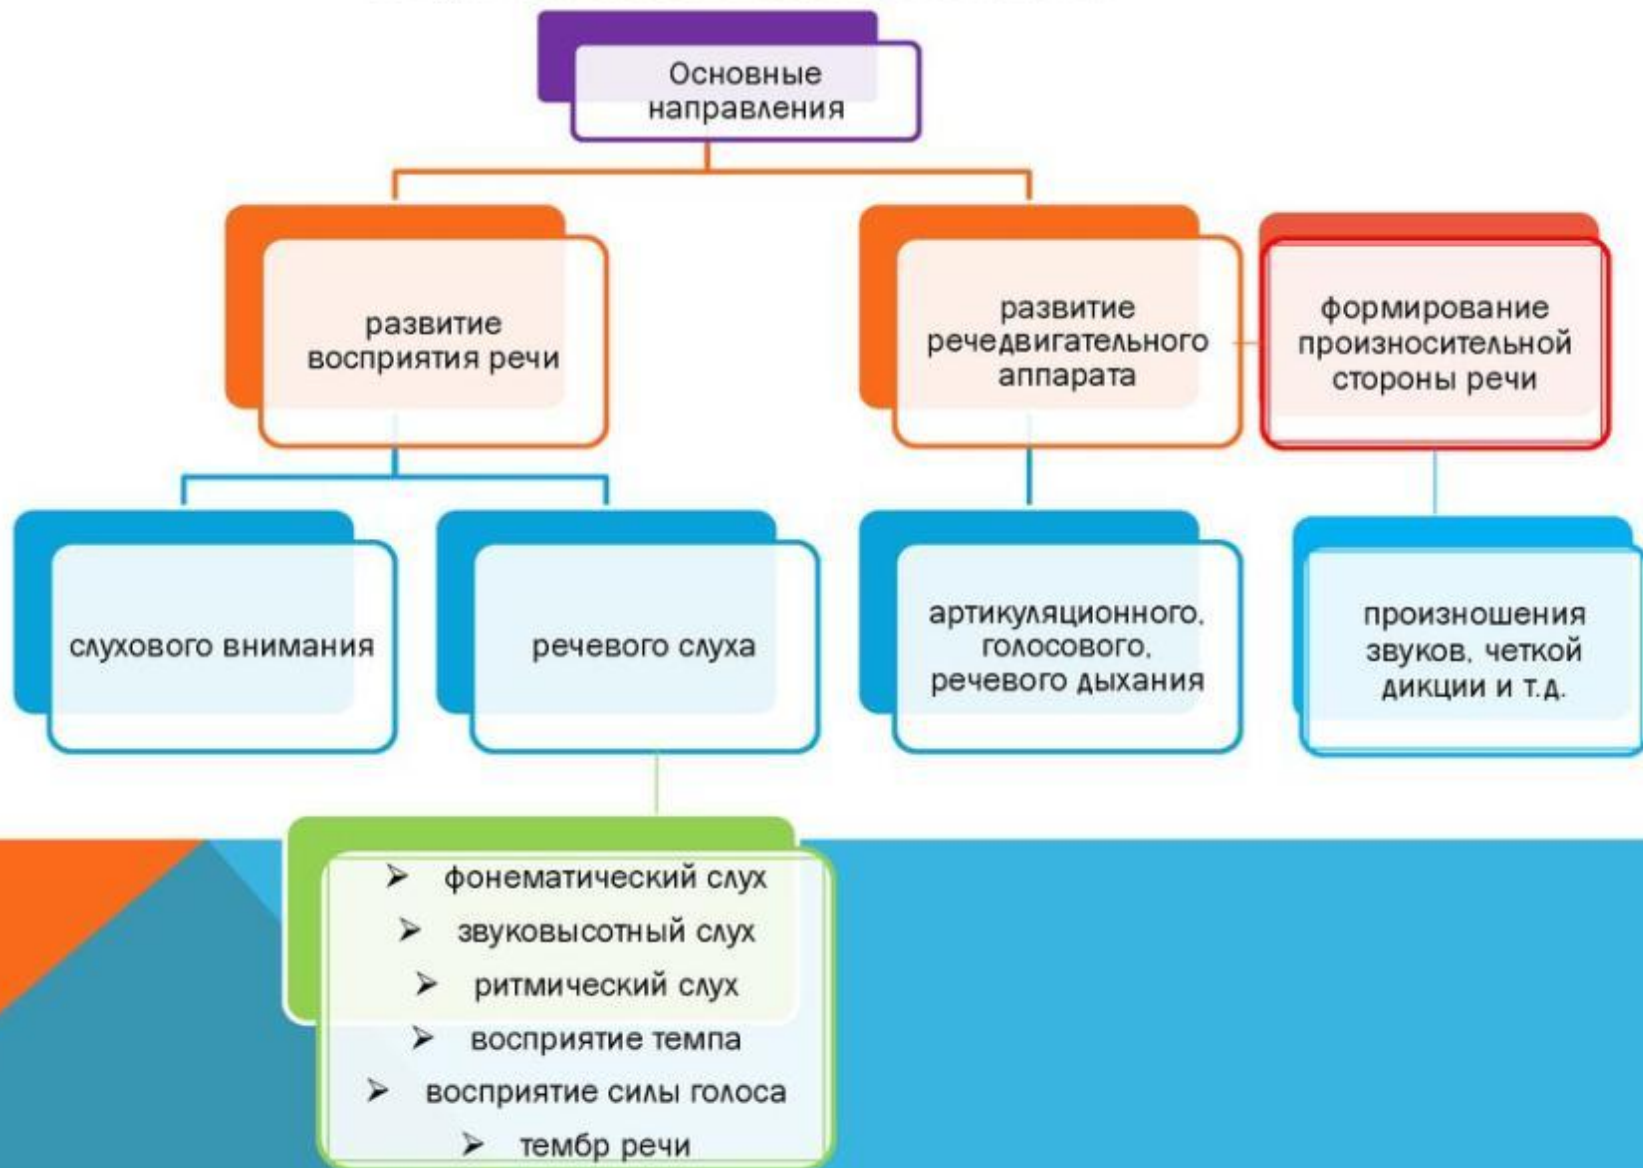 Основные
направления
развитие
восприятия речи
развитие
речедвигательного
аппарата
формирование
произносительной
стороны речи
слухового внимания
речевого слуха
артикуляционного,
голосового,
речевого дыхания
произношения
звуков, четкой
дикции и т.д.
➢ фонематический слух
➢ звуковысотный слух
➢ ритмический слух
➢ восприятие темпа
➢ восприятие силы голоса
➢ тембр речи